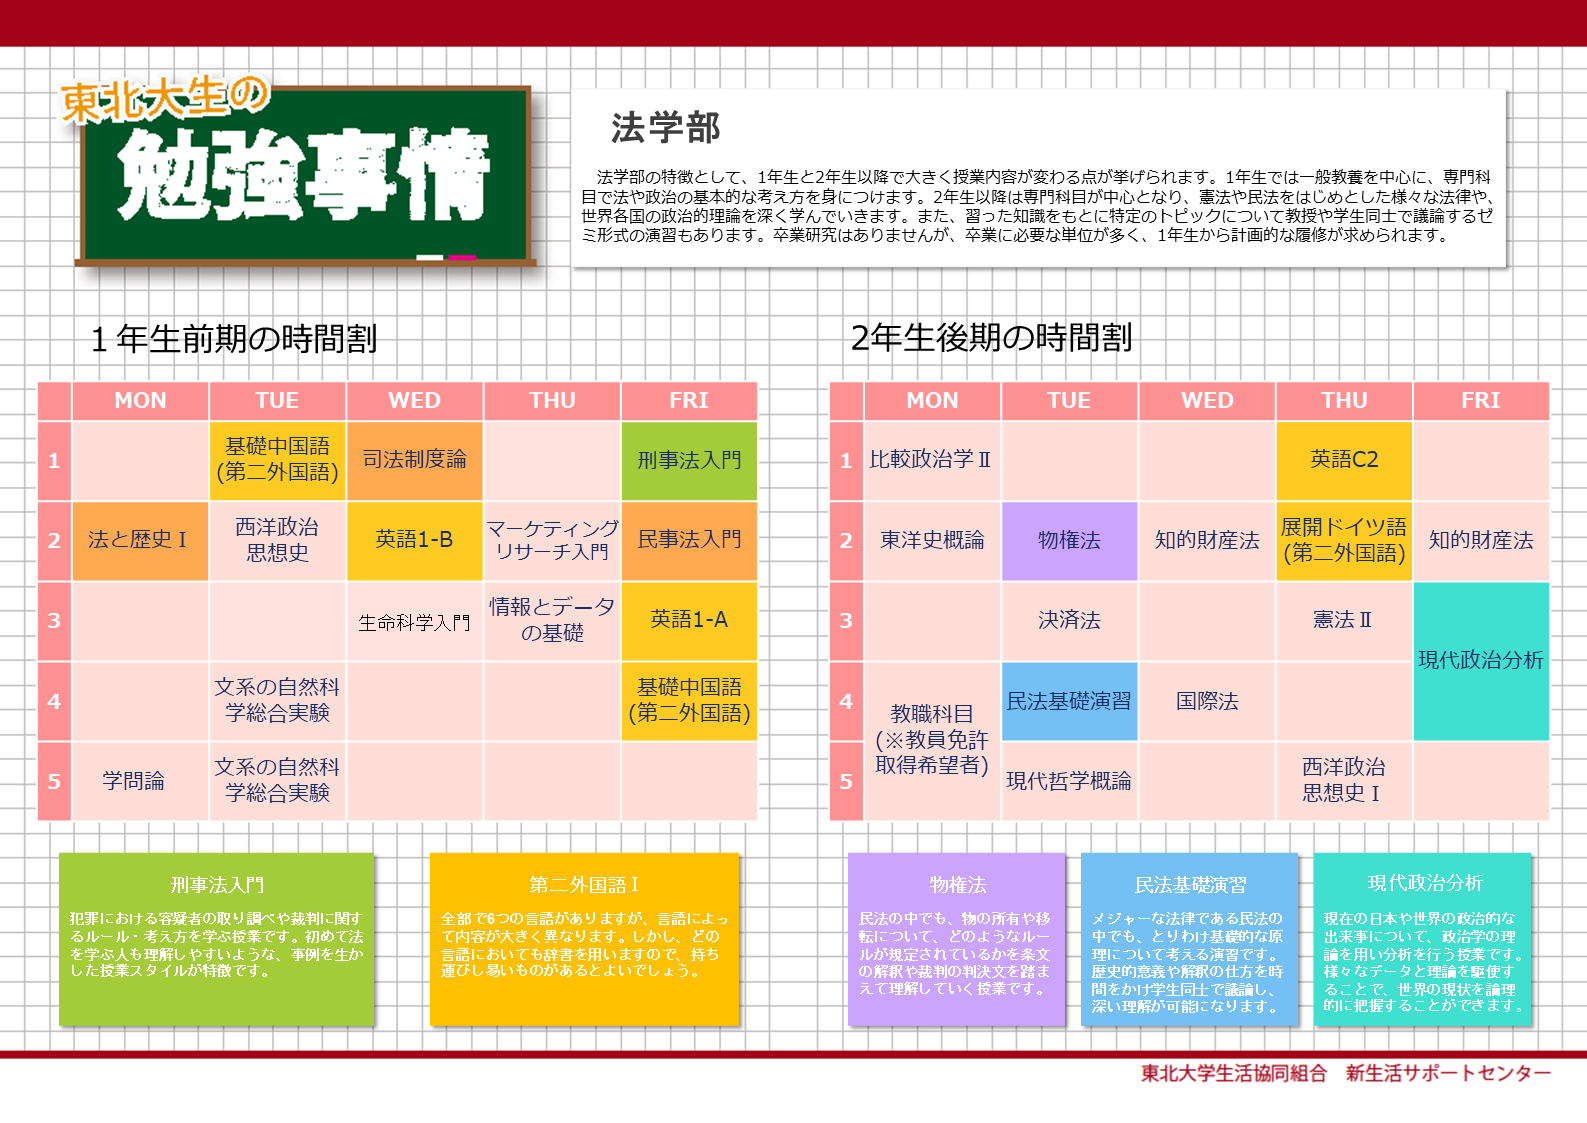 東北大生の
勉強事情
法学部
法学部の特徴として、1年生と2年生以降で大きく授業内容が変わる点が挙げられます。1年生では一般教養を中心に、専門科
目で法や政治の基本的な考え方を身につけます。2年生以降は専門科目が中心となり、憲法や民法をはじめとした様々な法律や、
世界各国の政治的理論を深く学んでいきます。また、習った知識をもとに特定のトピックについて教授や学生同士で議論するゼ
ミ形式の演習もあります。卒業研究はありませんが、卒業に必要な単位が多く、1年生から計画的な履修が求められます。
１年生前期の時間割
MON TUE WED THU FRI
1
基礎中国語
(第二外国語)
司法制度論
刑事法入門
2
法と歴史Ⅰ
西洋政治
思想史
英語1-B
マーケティング
リサーチ入門
民事法入門
3
生命科学入門
情報とデータ
の基礎
英語1-A
4
文系の自然科
学総合実験
基礎中国語
(第二外国語)
5
学問論
文系の自然科
学総合実験
2年生後期の時間割
MON TUE WED THU FRI
1
比較政治学Ⅱ
英語C2
2
東洋史概論
物権法
知的財産法
展開ドイツ語
(第二外国語)
知的財産法
3
決済法
憲法Ⅱ
現代政治分析
4
教職科目
(※教員免許
取得希望者)
民法基礎演習
国際法
5
現代哲学概論
西洋政治
思想史Ⅰ
刑事法入門
犯罪における容疑者の取り調べや裁判に関す
るルール・考え方を学ぶ授業です。初めて法
を学ぶ人も理解しやすいような、事例を生か
した授業スタイルが特徴です。
第二外国語Ⅰ
全部で6つの言語がありますが、言語によっ
て内容が大きく異なります。しかし、どの
言語においても辞書を用いますので、持ち
運びし易いものがあるとよいでしょう。
物権法
民法の中でも、物の所有や移
転について、どのようなルー
ルが規定されているかを条文
の解釈や裁判の判決文を踏ま
えて理解していく授業です。
民法基礎演習
メジャーな法律である民法の
中でも、とりわけ基礎的な原
理について考える演習です。
歴史的意義や解釈の仕方を時
間をかけ学生同士で議論し、
深い理解が可能になります。
現代政治分析
現在の日本や世界の政治的な
出来事について、政治学の理
論を用い分析を行う授業です。
様々なデータと理論を駆使す
ることで、世界の現状を論理
的に把握することができます。
東北大学生活協同組合　新生活サポートセンター